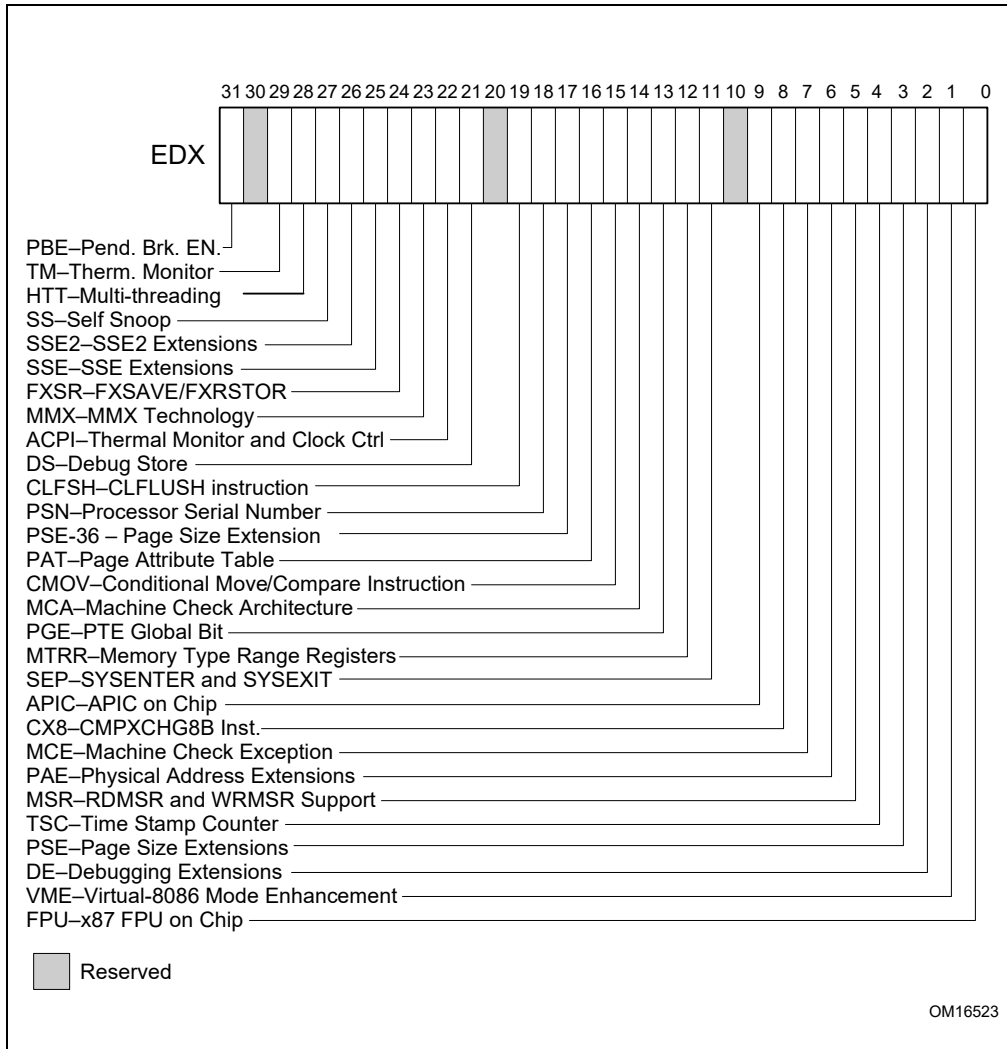 31 30 29 28 27 26 25 24 23 22 21 20 19 18 17 16 15 14 13 12 11 10 9 8 7 6 5 4 3 2 1 0
EDX
PBE–Pend. Brk. EN.
TM–Therm. Monitor
HTT–Multi-threading
SS–Self Snoop
SSE2–SSE2 Extensions
SSE–SSE Extensions
FXSR–FXSAVE/FXRSTOR
MMX–MMX Technology
ACPI–Thermal Monitor and Clock Ctrl
DS–Debug Store
CLFSH–CLFLUSH instruction
PSN–Processor Serial Number
PSE-36 – Page Size Extension
PAT–Page Attribute Table
CMOV–Conditional Move/Compare Instruction
MCA–Machine Check Architecture
PGE–PTE Global Bit
MTRR–Memory Type Range Registers
SEP–SYSENTER and SYSEXIT
APIC–APIC on Chip
CX8–CMPXCHG8B Inst.
MCE–Machine Check Exception
PAE–Physical Address Extensions
MSR–RDMSR and WRMSR Support
TSC–Time Stamp Counter
PSE–Page Size Extensions
DE–Debugging Extensions
VME–Virtual-8086 Mode Enhancement
FPU–x87 FPU on Chip
Reserved
OM16523